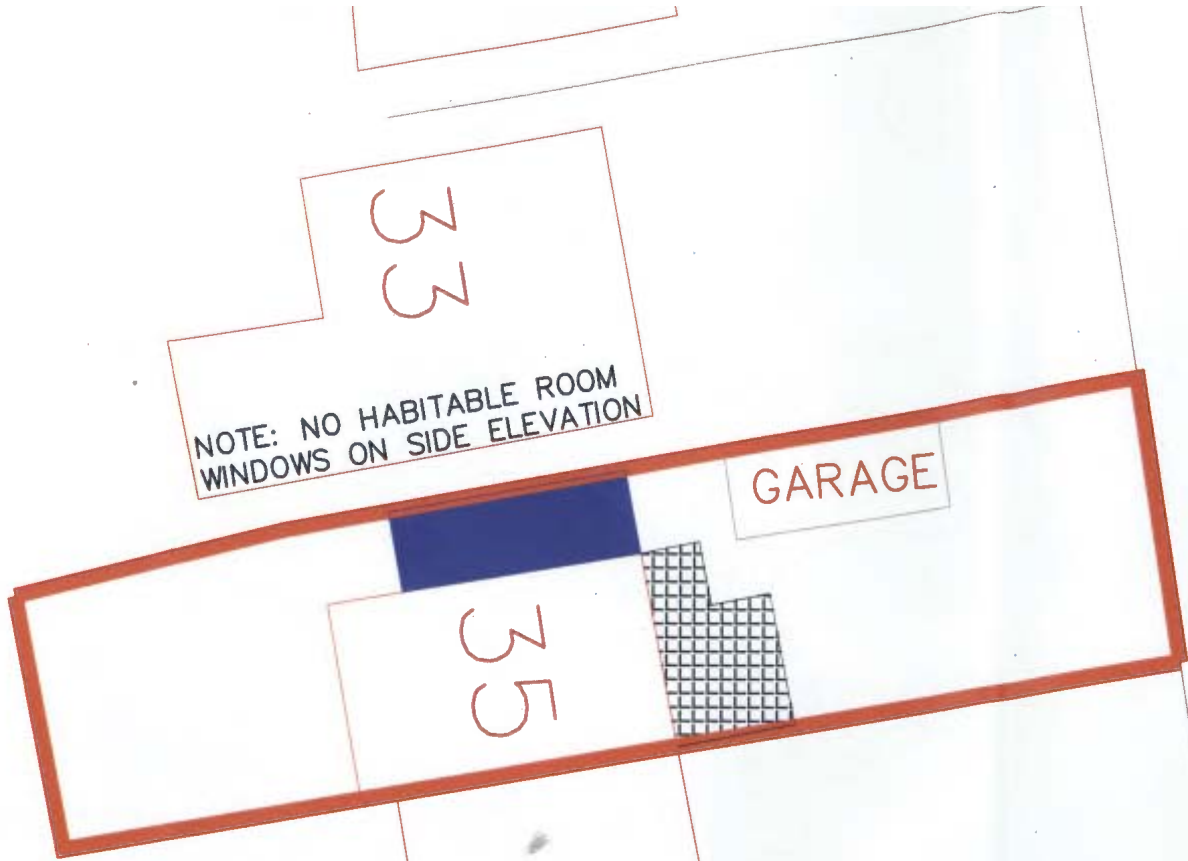 33
NOTE: NO HABITABLE ROOM
WINDOWS ON SIDE ELEVATION
GARAGE
35